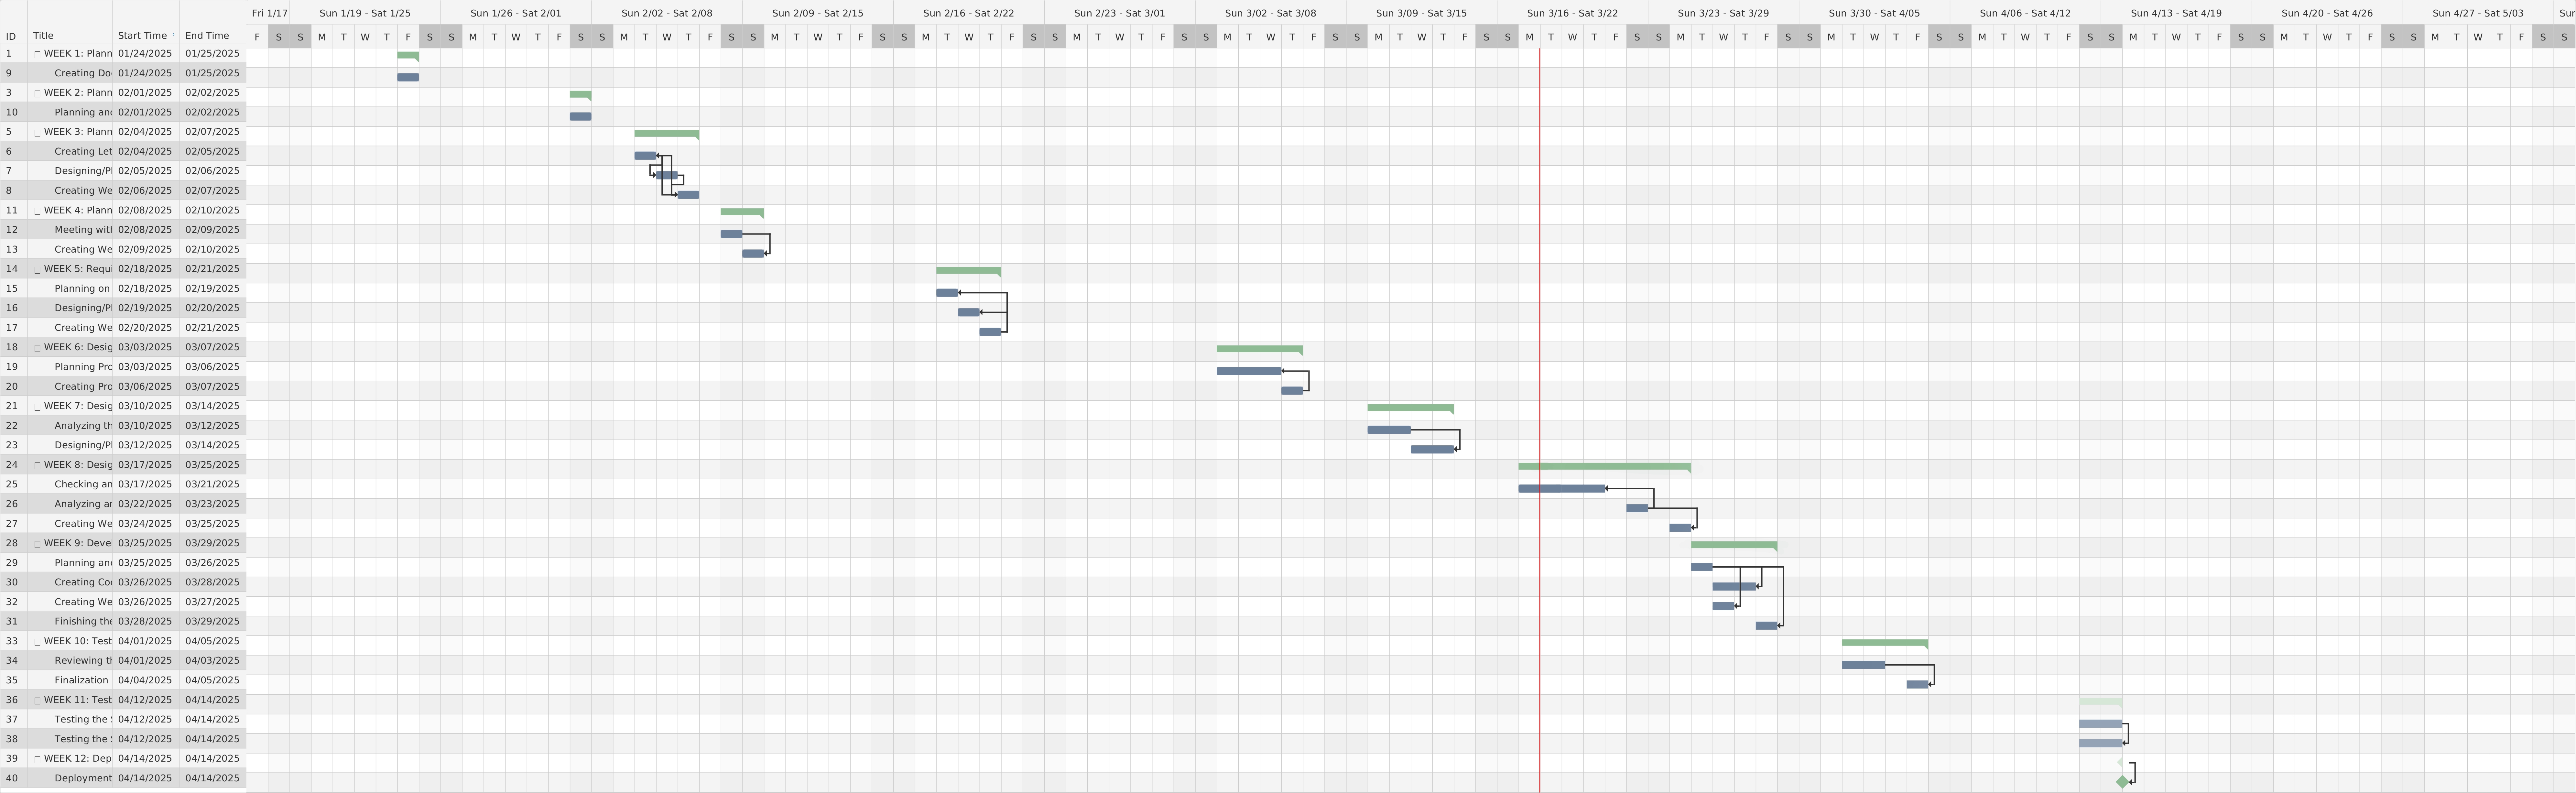 Fri 1/17 Sun 1/19 - Sat 1/25 Sun 1/26 - Sat 2/01 Sun 2/02 - Sat 2/08 Sun 2/09 - Sat 2/15 Sun 2/16 - Sat 2/22 Sun 2/23 - Sat 3/01 Sun 3/02 - Sat 3/08 Sun 3/09 - Sat 3/15 Sun 3/16 - Sat 3/22 Sun 3/23 - Sat 3/29 Sun 3/30 - Sat 4/05 Sun 4/06 - Sat 4/12 Sun 4/13 - Sat 4/19 Sun 4/20 - Sat 4/26 Sun 4/27 - Sat 5/03
ID Title Start Time End Time F S S M T W T F S S M T W T F S S M T W T F S S M T W T F S S M T W T F S S M T W T F S S M T W T F S S M T W T F S S M T W T F S S M T W T F S S M T W T F S S M T W T F S S M T W T F S S M T W T F S S M T W T F S S
1 WEEK 1: Plann 01/24/2025 01/25/2025
9 Creating Do 01/24/2025 01/25/2025
3 WEEK 2: Plann 02/01/2025 02/02/2025
10 Planning and 02/01/2025 02/02/2025
5 WEEK 3: Plann 02/04/2025 02/07/2025
6 Creating Let 02/04/2025 02/05/2025
7 Designing/Pl 02/05/2025 02/06/2025
8 Creating We 02/06/2025 02/07/2025
11 WEEK 4: Plann 02/08/2025 02/10/2025
12 Meeting with 02/08/2025 02/09/2025
13 Creating We 02/09/2025 02/10/2025
14 WEEK 5: Requi 02/18/2025 02/21/2025
15 Planning on 02/18/2025 02/19/2025
16 Designing/Pl 02/19/2025 02/20/2025
17 Creating We 02/20/2025 02/21/2025
18 WEEK 6: Desig 03/03/2025 03/07/2025
19 Planning Pro 03/03/2025 03/06/2025
20 Creating Pro 03/06/2025 03/07/2025
21 WEEK 7: Desig 03/10/2025 03/14/2025
22 Analyzing th 03/10/2025 03/12/2025
23 Designing/Pl 03/12/2025 03/14/2025
24 WEEK 8: Desig 03/17/2025 03/25/2025
25 Checking an 03/17/2025 03/21/2025
26 Analyzing ar 03/22/2025 03/23/2025
27 Creating We 03/24/2025 03/25/2025
28 WEEK 9: Deve 03/25/2025 03/29/2025
29 Planning and 03/25/2025 03/26/2025
30 Creating Co 03/26/2025 03/28/2025
32 Creating We 03/26/2025 03/27/2025
31 Finishing the 03/28/2025 03/29/2025
33 WEEK 10: Test 04/01/2025 04/05/2025
34 Reviewing th 04/01/2025 04/03/2025
35 Finalization 04/04/2025 04/05/2025
36 WEEK 11: Test 04/12/2025 04/14/2025
37 Testing the S 04/12/2025 04/14/2025
38 Testing the S 04/12/2025 04/14/2025
39 WEEK 12: Dep 04/14/2025 04/14/2025
40 Deployment 04/14/2025 04/14/2025